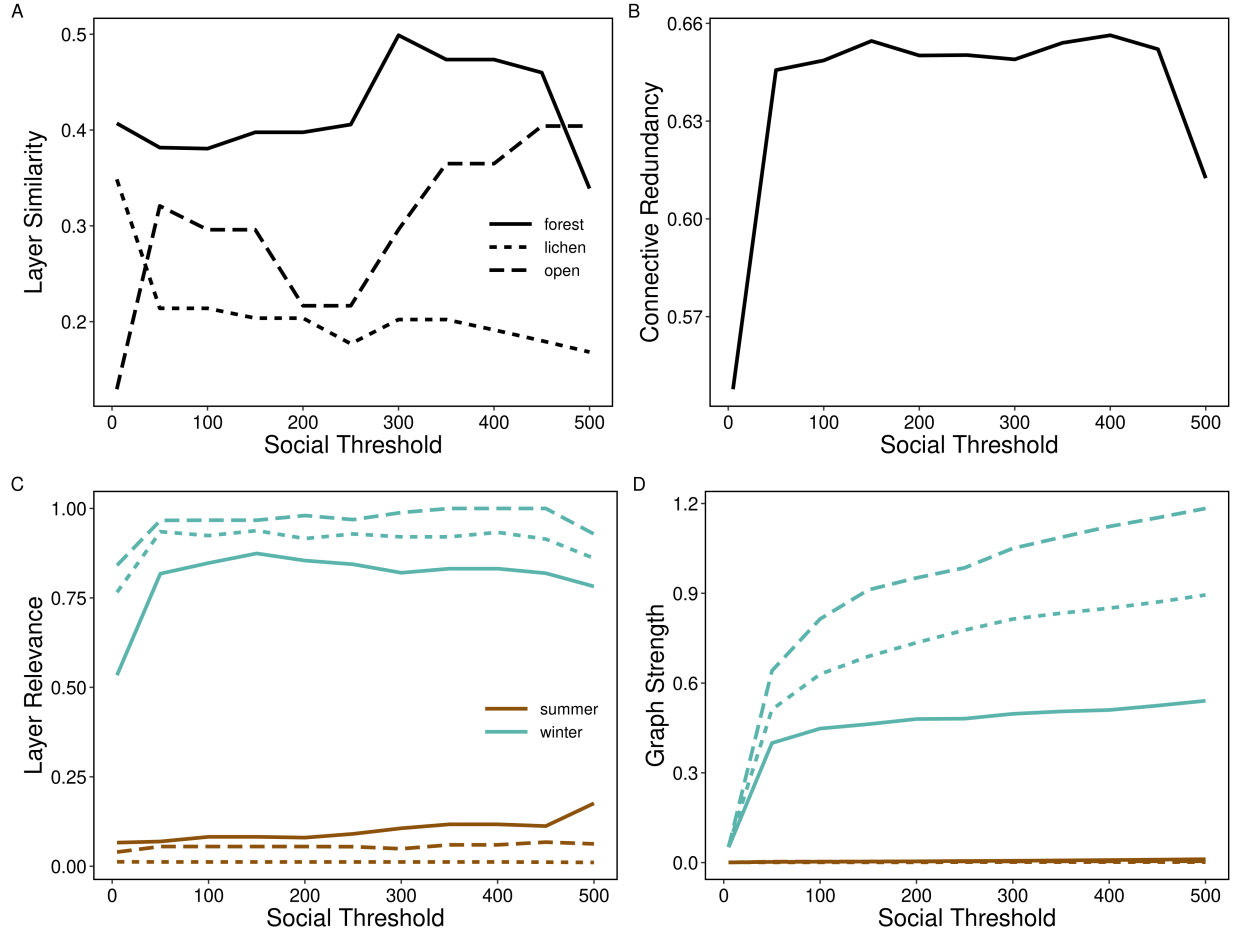 A
Layer Similarity
0.5
0.4
0.3
0.2
forest
lichen
open
0 100 200 300 400 500
Social Threshold
B
Connective Redundancy
0.66
0.63
0.60
0.57
0 100 200 300 400 500
Social Threshold
C
Layer Relevance
1.00
0.75
0.50
0.25
0.00
summer
winter
0 100 200 300 400 500
Social Threshold
D
Graph Strength
1.2
0.9
0.6
0.3
0.0
0 100 200 300 400 500
Social Threshold